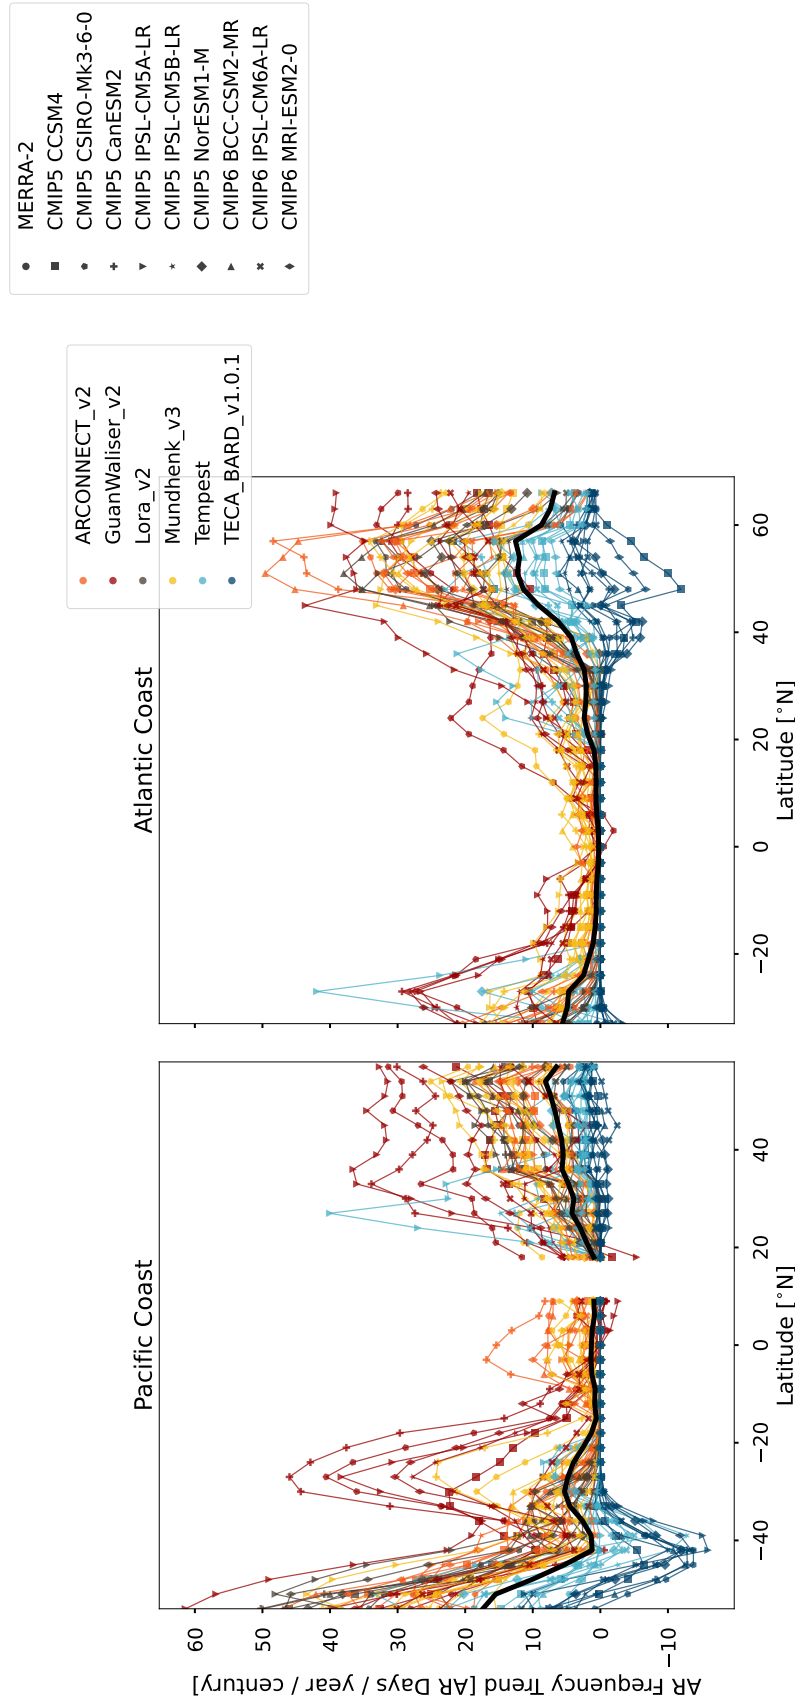 Pacific Coast
Atlantic Coast
AR Frequency Trend [AR Days / year / century]
60
50
40
30
20
10
0
−10
−40
−20
0
20
40
Latitude [°N]
−20
0
20
40
60
Latitude [°N]
ARCONNECT_v2
GuanWaliser_v2
Lora_v2
Mundhenk_v3
Tempest
TECA_BARD_v1.0.1
MERRA-2
CMIP5 CCSM4
CMIP5 CSIRO-Mk3-6-0
CMIP5 CanESM2
CMIP5 IPSL-CM5A-LR
CMIP5 IPSL-CM5B-LR
CMIP5 NorESM1-M
CMIP6 BCC-CSM2-MR
CMIP6 IPSL-CM6A-LR
CMIP6 MRI-ESM2-0